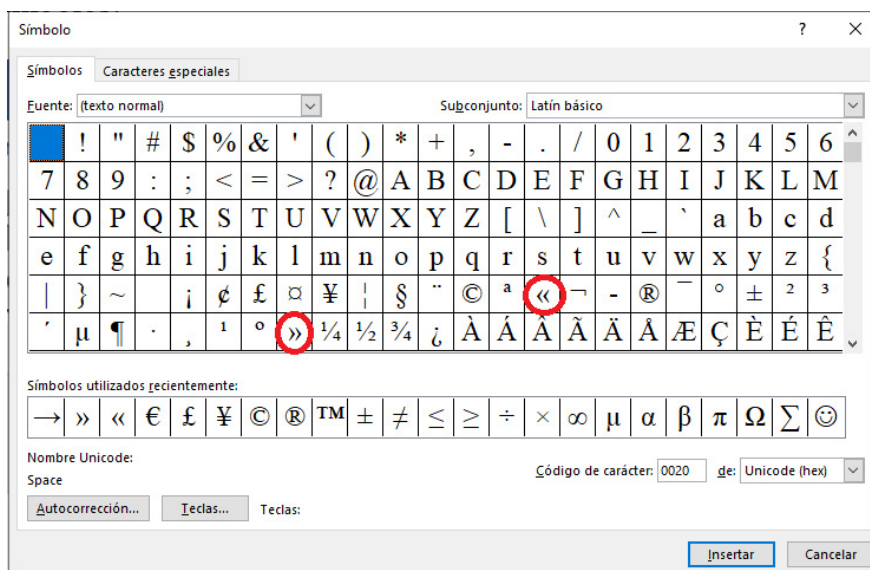 Símbolo ? ×
Símbolos Caracteres especiales
Fuente: (texto normal) Subconjunto: Latín básico
! " # $ % & ' ( ) * + , - . / 0 1 2 3 4 5 6
7 8 9 : ; < = > ? @ A B C D E F G H I J K L M
N O P Q R S T U V W X Y Z [ \ ] ^ _ ` a b c d
e f g h i j k l m n o p q r s t u v w x y z {
| } ~ ¡ ¢ £ ¤ ¥ ¦ § ¨ © ª « ¬ - ® ¯ ° ± ² ³
´ µ ¶ · ¸ ¹ º » ¼ ½ ¾ ¿ À Á Â Ã Ä Å Æ Ç È É Ê
Símbolos utilizados recientemente:
→ » « € £ ¥ © ® ™ ± ≠ ≤ ≥ ÷ × ∞ µ α β π Ω ∑ ☺
Nombre Unicode:
Space
Código de carácter: 0020 de: Unicode (hex)
Autocorrección... Teclas... Teclas:
Insertar Cancelar